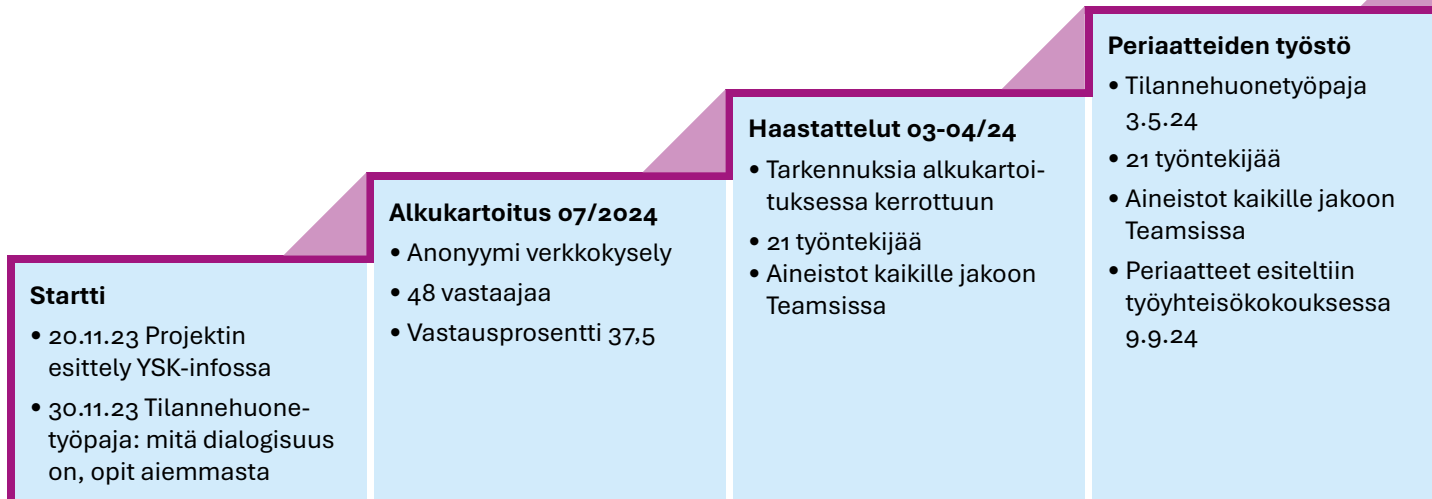 Startti
• 20.11.23 Projektin
esittely YSK-infossa
• 30.11.23 Tilannehuone-
työpaja: mitä dialogisuus
on, opit aiemmasta
Alkukartoitus 07/2024
• Anonyymi verkkokysely
• 48 vastaajaa
• Vastausprosentti 37,5
Haastattelut 03-04/24
• Tarkennuksia alkukartoi-
tuksessa kerrottuun
• 21 työntekijää
• Aineistot kaikille jakoon
Teamsissa
Periaatteiden työstö
• Tilannehuonetyöpaja
3.5.24
• 21 työntekijää
• Aineistot kaikille jakoon
Teamsissa
• Periaatteet esiteltiin
työyhteisökokouksessa
9.9.24